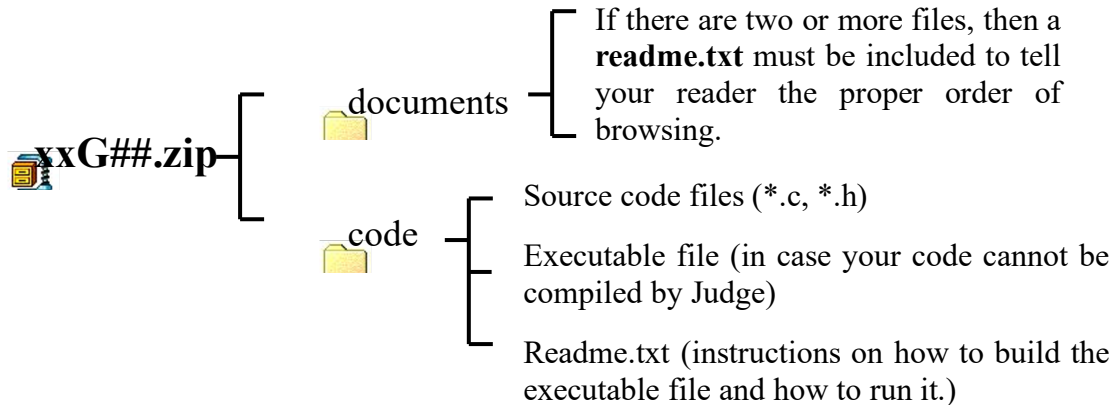 xxG##.zip
documents
If there are two or more files, then a
readme.txt must be included to tell
your reader the proper order of
browsing.
code
Source code files (*.c, *.h)
Executable file (in case your code cannot be
compiled by Judge)
Readme.txt (instructions on how to build the
executable file and how to run it.)